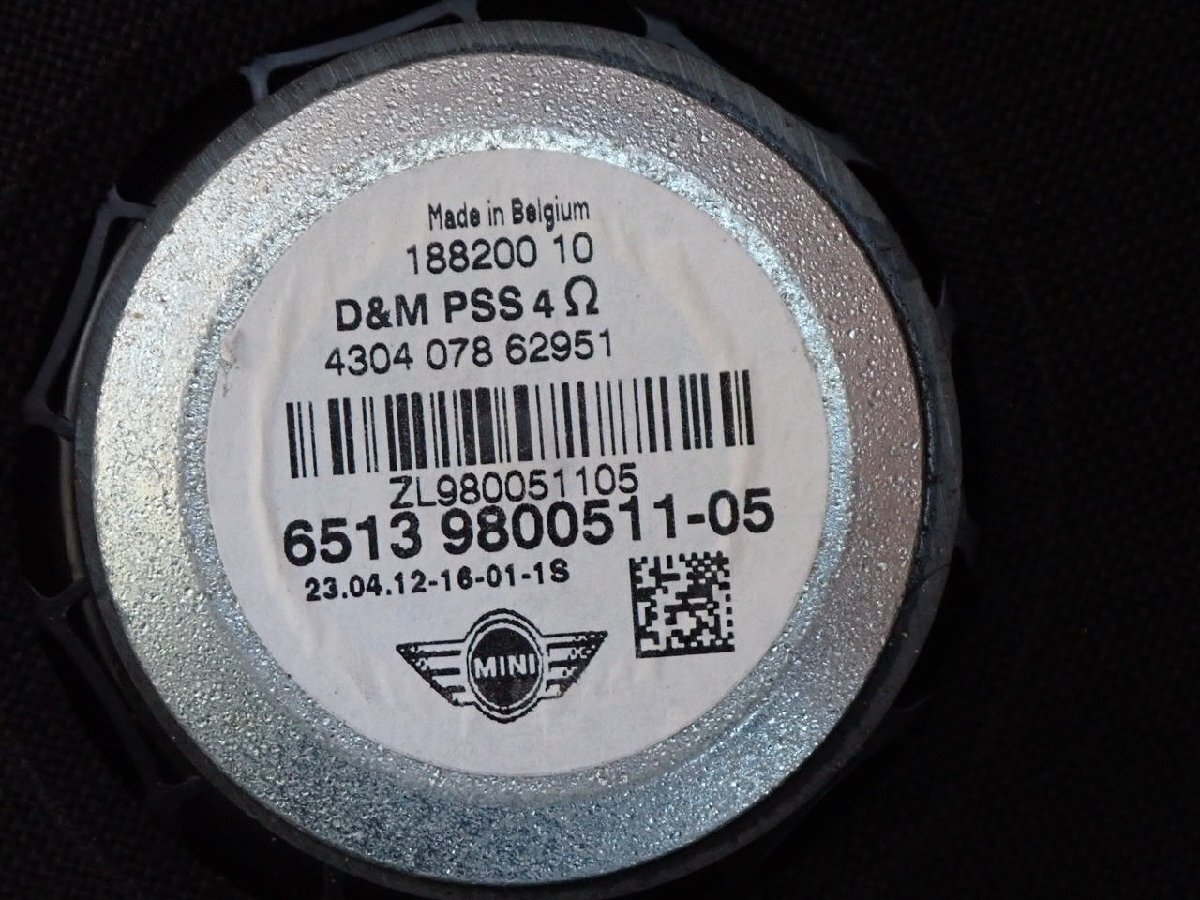 Made in Belgium
188200 10
D&M PSS 4 Ω
4304 078 62951
ZL980051105
6513 9800511-05
23.04.12-16-01-1S
MINI